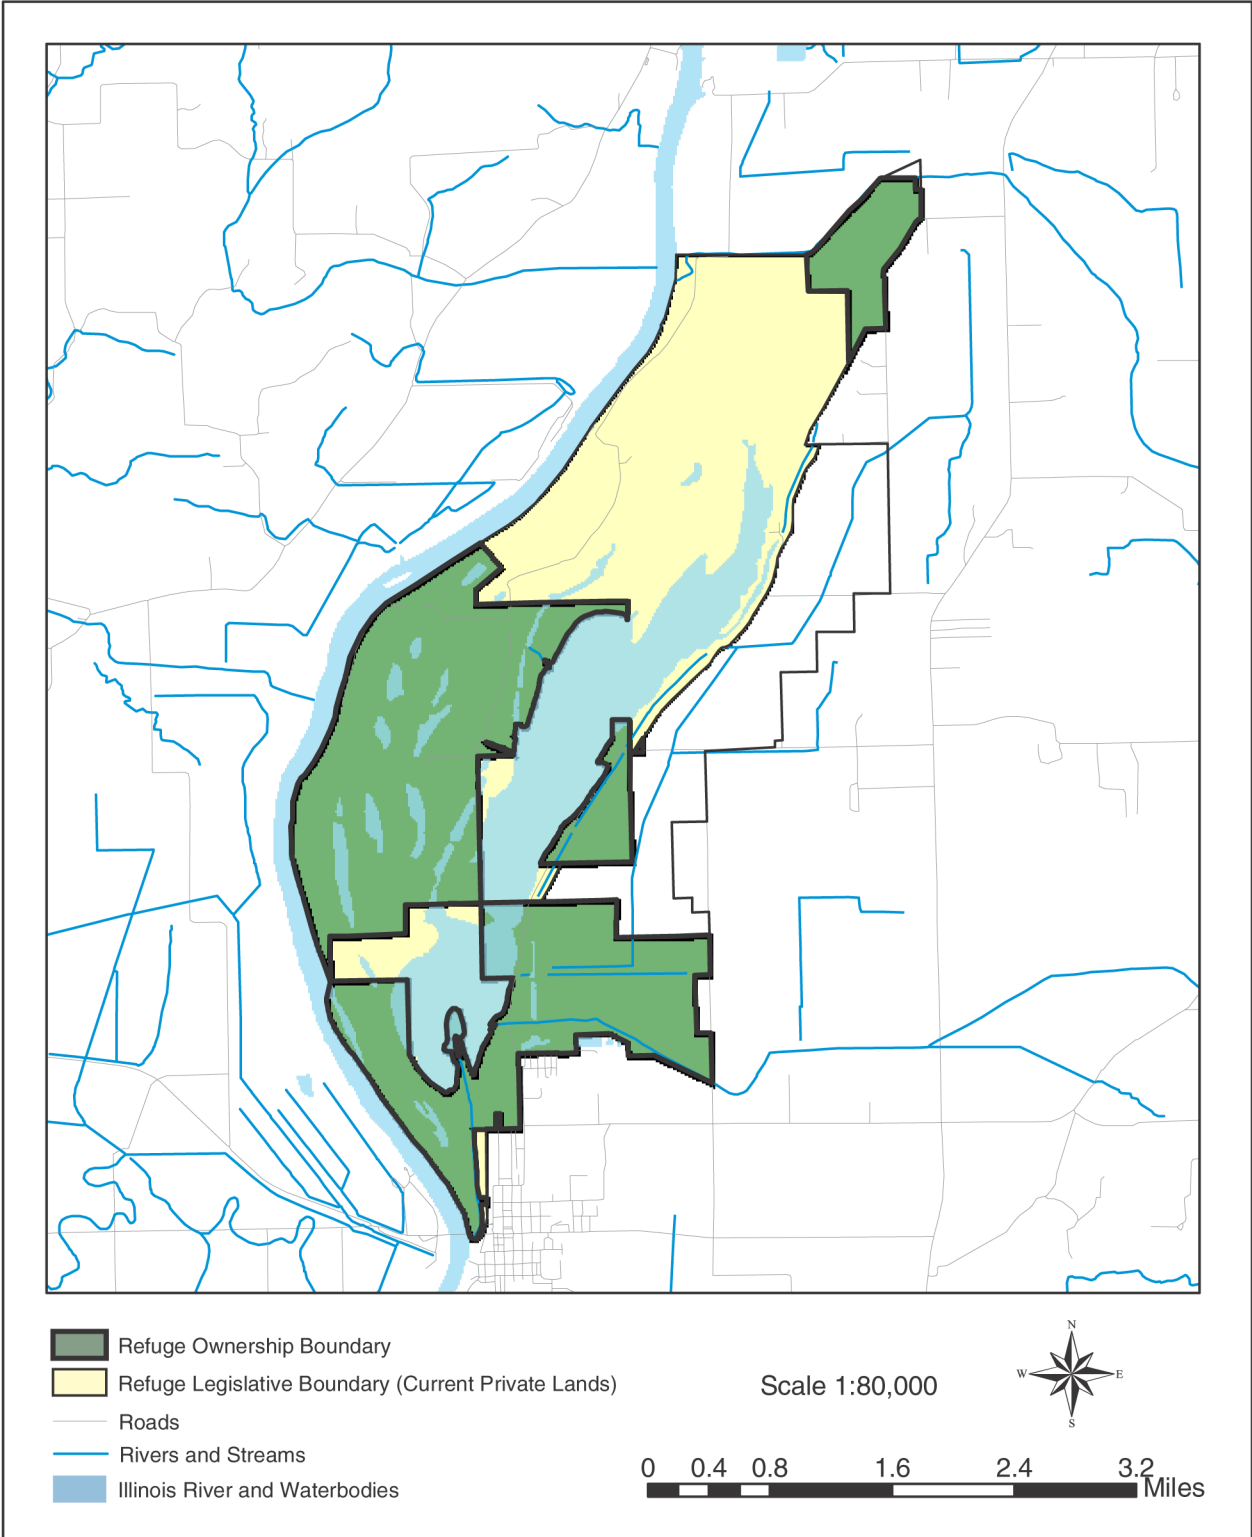 Refuge Ownership Boundary
Refuge Legislative Boundary (Current Private Lands)
Roads
Rivers and Streams
Illinois River and Waterbodies
Scale 1:80,000
N
W E
S
0 0.4 0.8 1.6 2.4 3.2
Miles